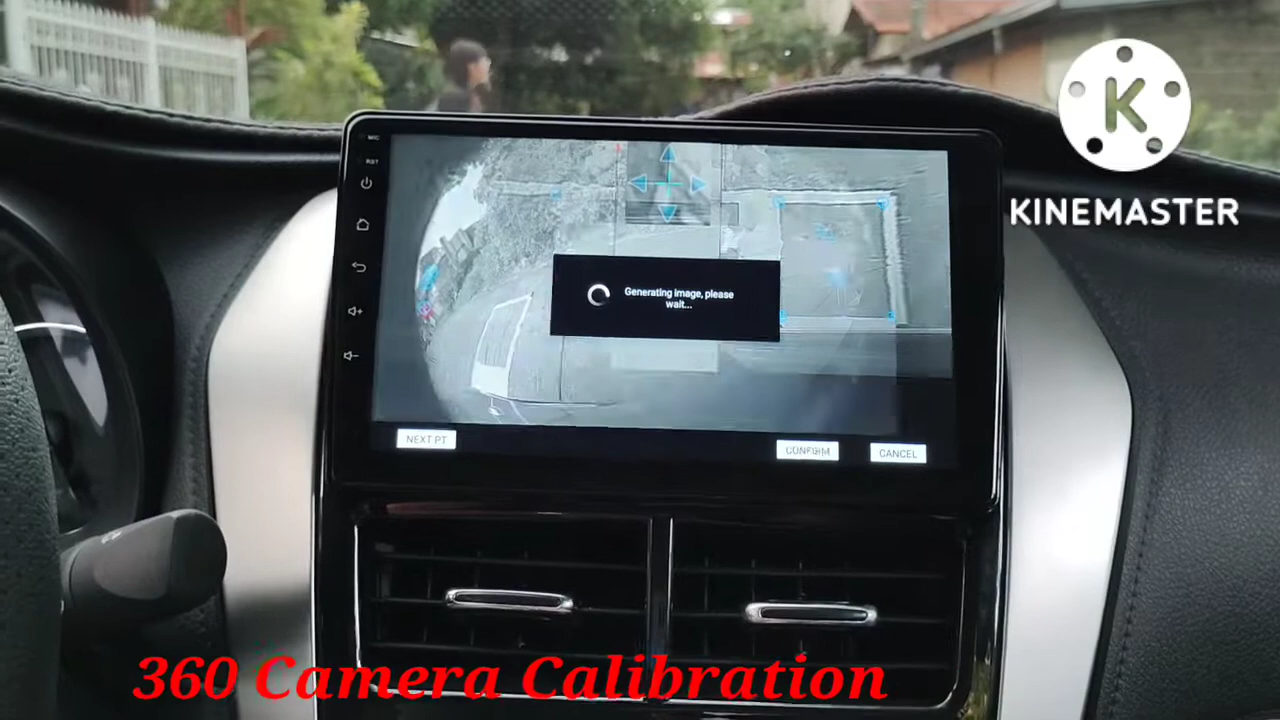 MIC
RST
K
KINEMASTER
Generating image, please
wait...
NEXT PT
CONFIRM
CANCEL
360 Camera Calibration